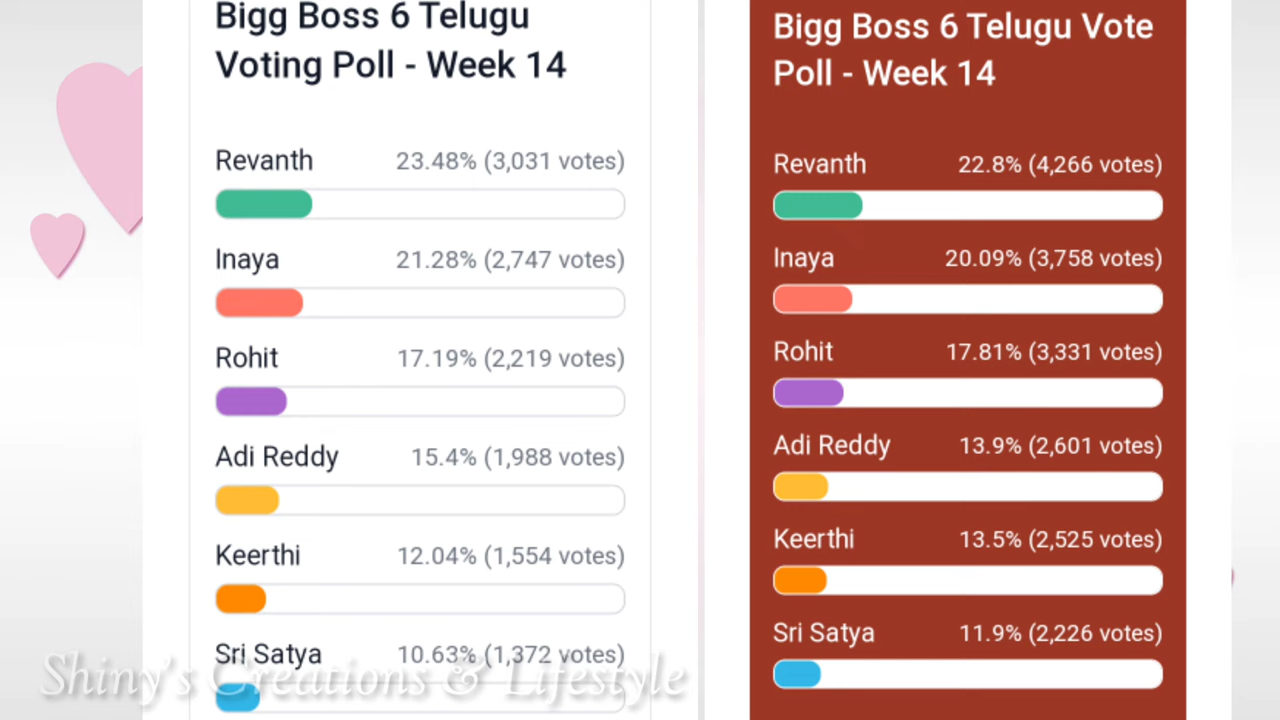 Bigg Boss 6 Telugu
Voting Poll - Week 14
Revanth 23.48% (3,031 votes)
Inaya 21.28% (2,747 votes)
Rohit 17.19% (2,219 votes)
Adi Reddy 15.4% (1,988 votes)
Keerthi 12.04% (1,554 votes)
Sri Satya 10.63% (1,372 votes)
Shiny's Creations & Lifestyle
Bigg Boss 6 Telugu Vote
Poll - Week 14
Revanth 22.8% (4,266 votes)
Inaya 20.09% (3,758 votes)
Rohit 17.81% (3,331 votes)
Adi Reddy 13.9% (2,601 votes)
Keerthi 13.5% (2,525 votes)
Sri Satya 11.9% (2,226 votes)